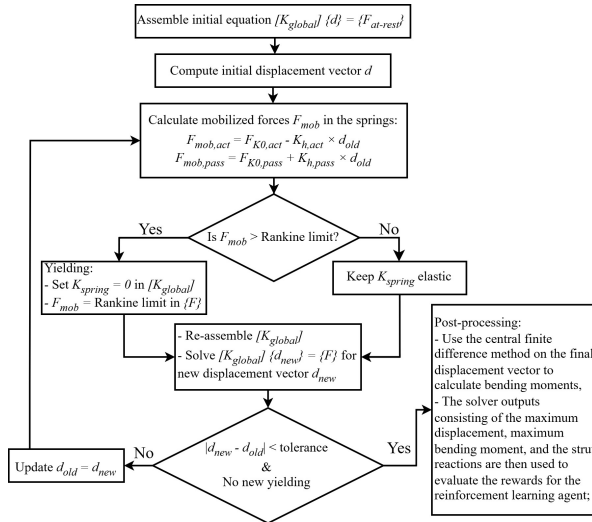 Assemble initial equation [K_global] {d} = {F_at-rest}
Compute initial displacement vector d
Calculate mobilized forces F_mob in the springs:
F_mob,act = F_K0,act - K_h,act × d_old
F_mob,pass = F_K0,pass + K_h,pass × d_old
Is F_mob > Rankine limit?
Yes
No
Yielding:
- Set K_spring = 0 in [K_global]
- F_mob = Rankine limit in {F}
Keep K_spring elastic
- Re-assemble [K_global]
- Solve [K_global] {d_new} = {F} for
new displacement vector d_new
|d_new - d_old| < tolerance
&
No new yielding
No
Yes
Update d_old = d_new
Post-processing:
- Use the central finite
difference method on the final
displacement vector to
calculate bending moments,
- The solver outputs
consisting of the maximum
displacement, maximum
bending moment, and the strut
reactions are then used to
evaluate the rewards for the
reinforcement learning agent;